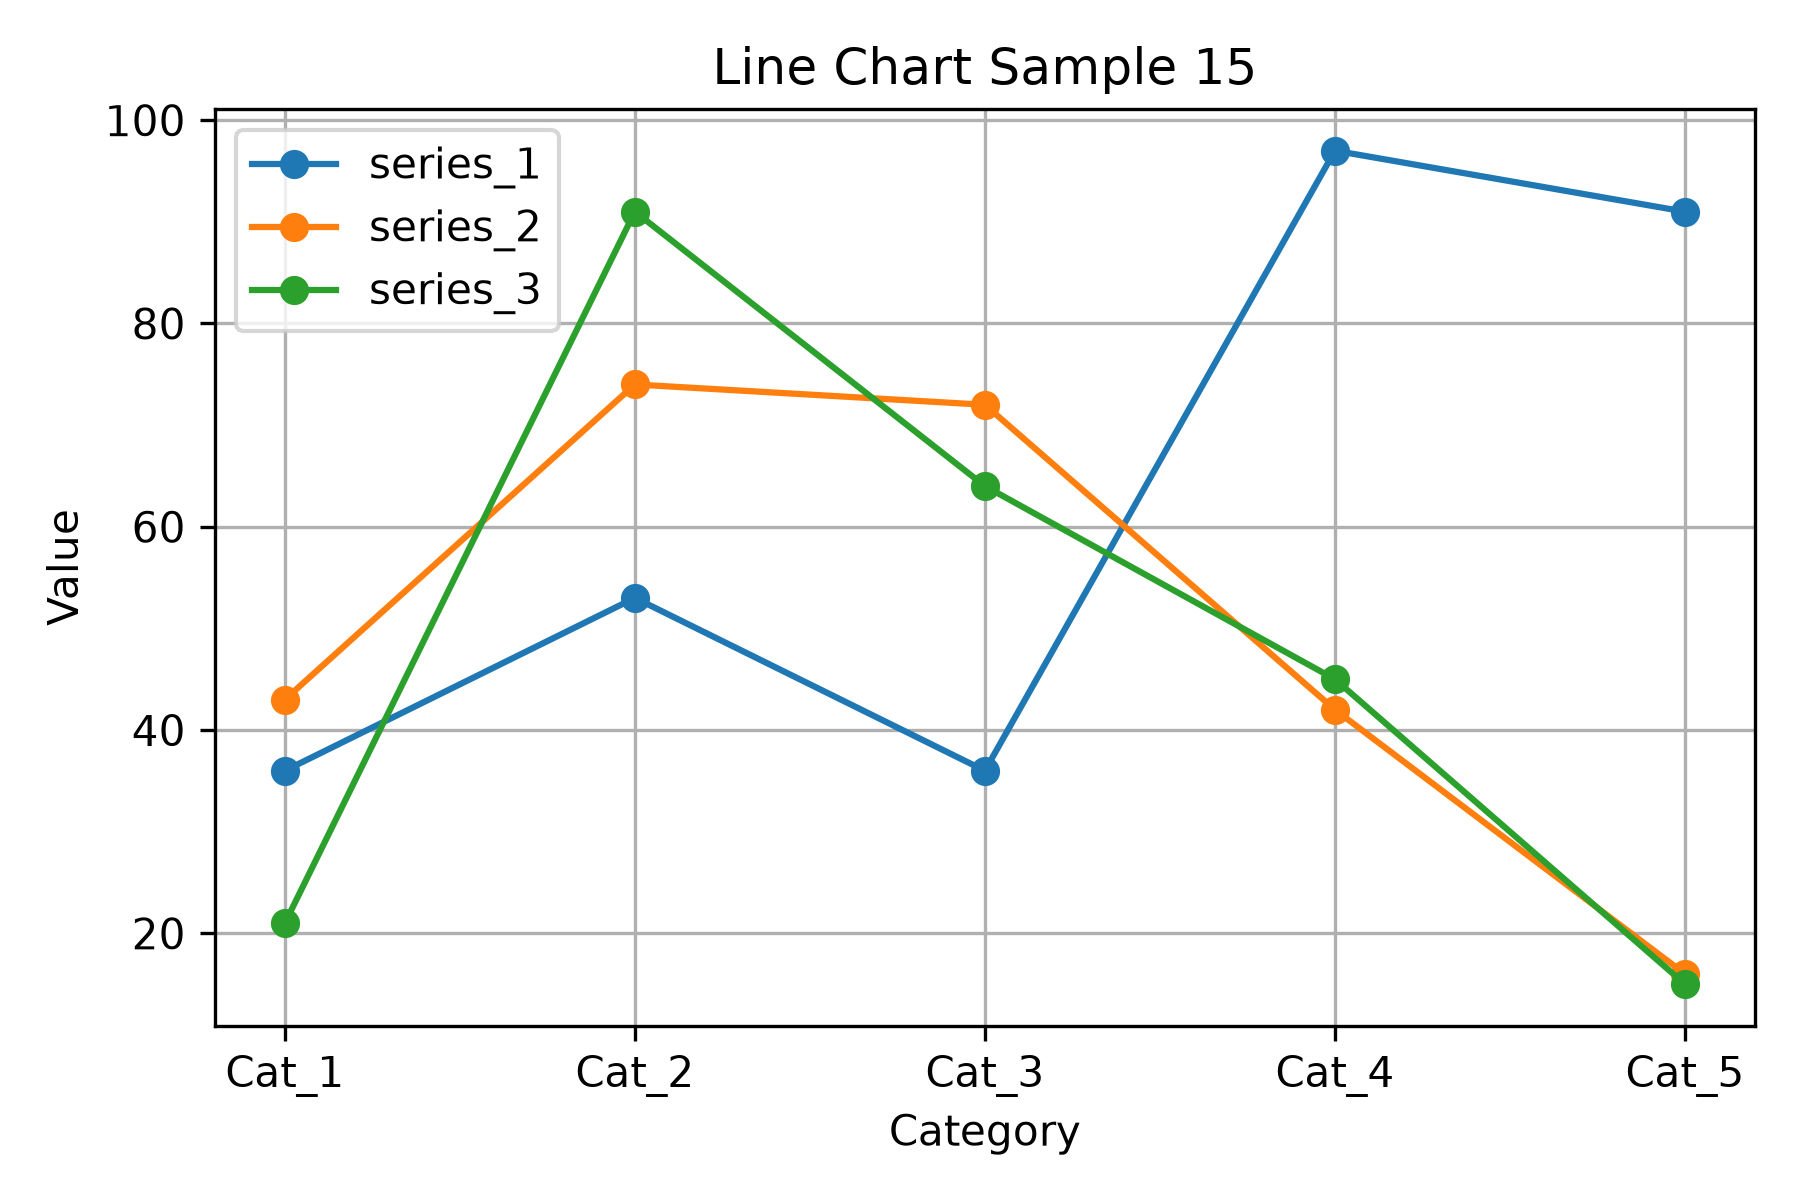 Line Chart Sample 15
100
80
60
40
20
Value
series_1
series_2
series_3
Cat_1 Cat_2 Cat_3 Cat_4 Cat_5
Category